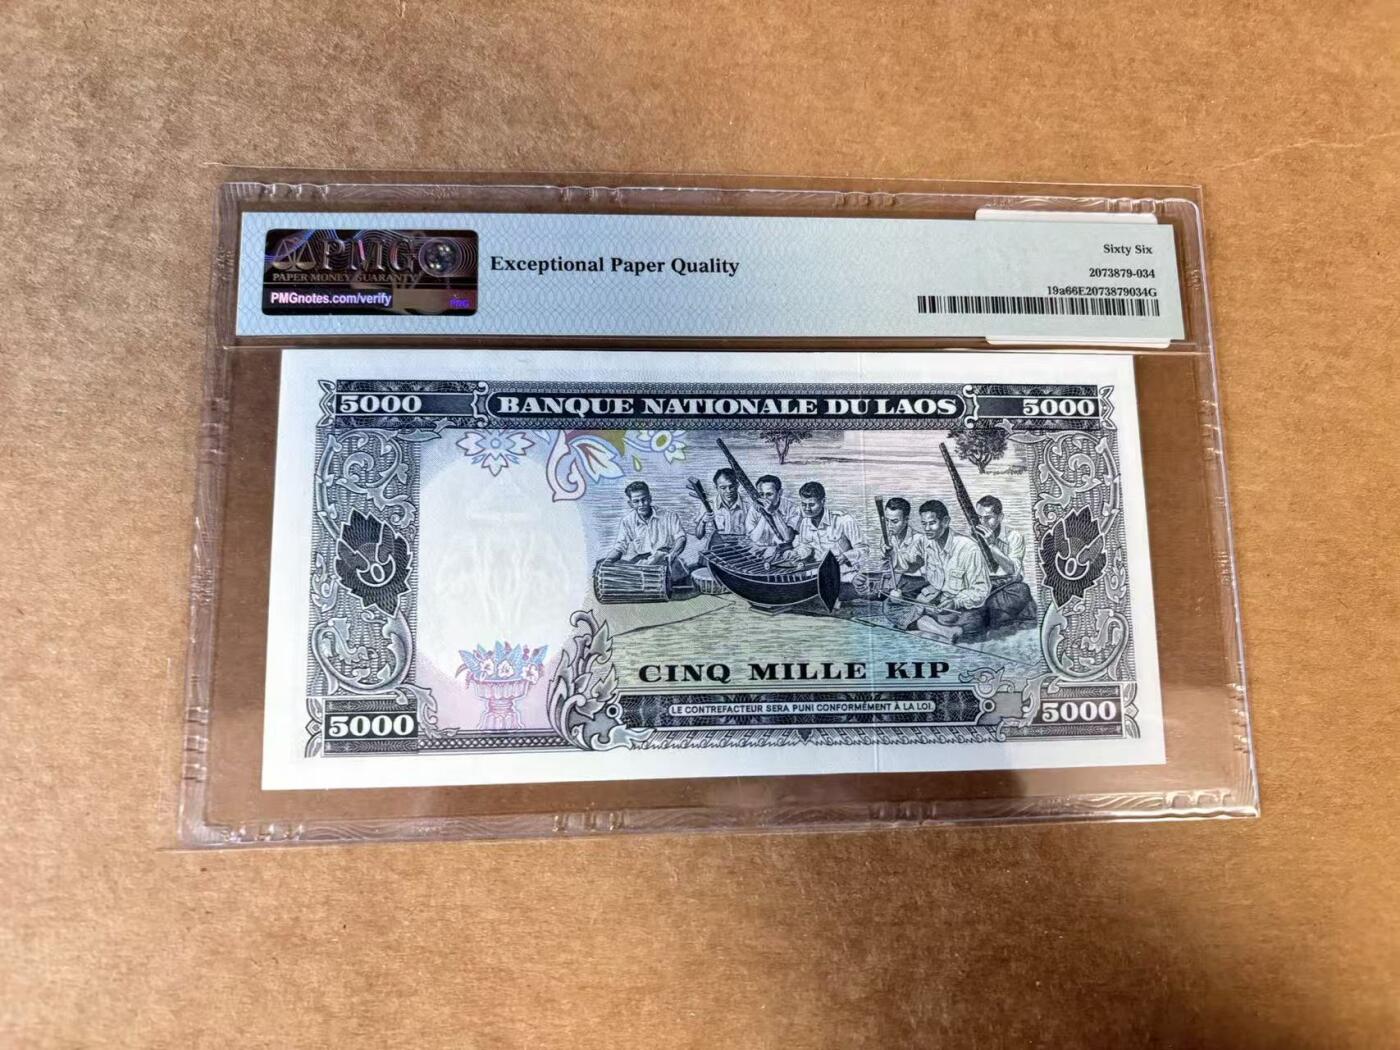 PMG
PAPER MONEY GUARANTY
PMGnotes.com/verify
PMG
Exceptional Paper Quality
Sixty Six
2073879-034
19a66E2073879034G
5000
BANQUE NATIONALE DU LAOS
5000
CINQ MILLE KIP
LE CONTREFACTEUR SERA PUNI CONFORMÉMENT À LA LOI.
5000
5000